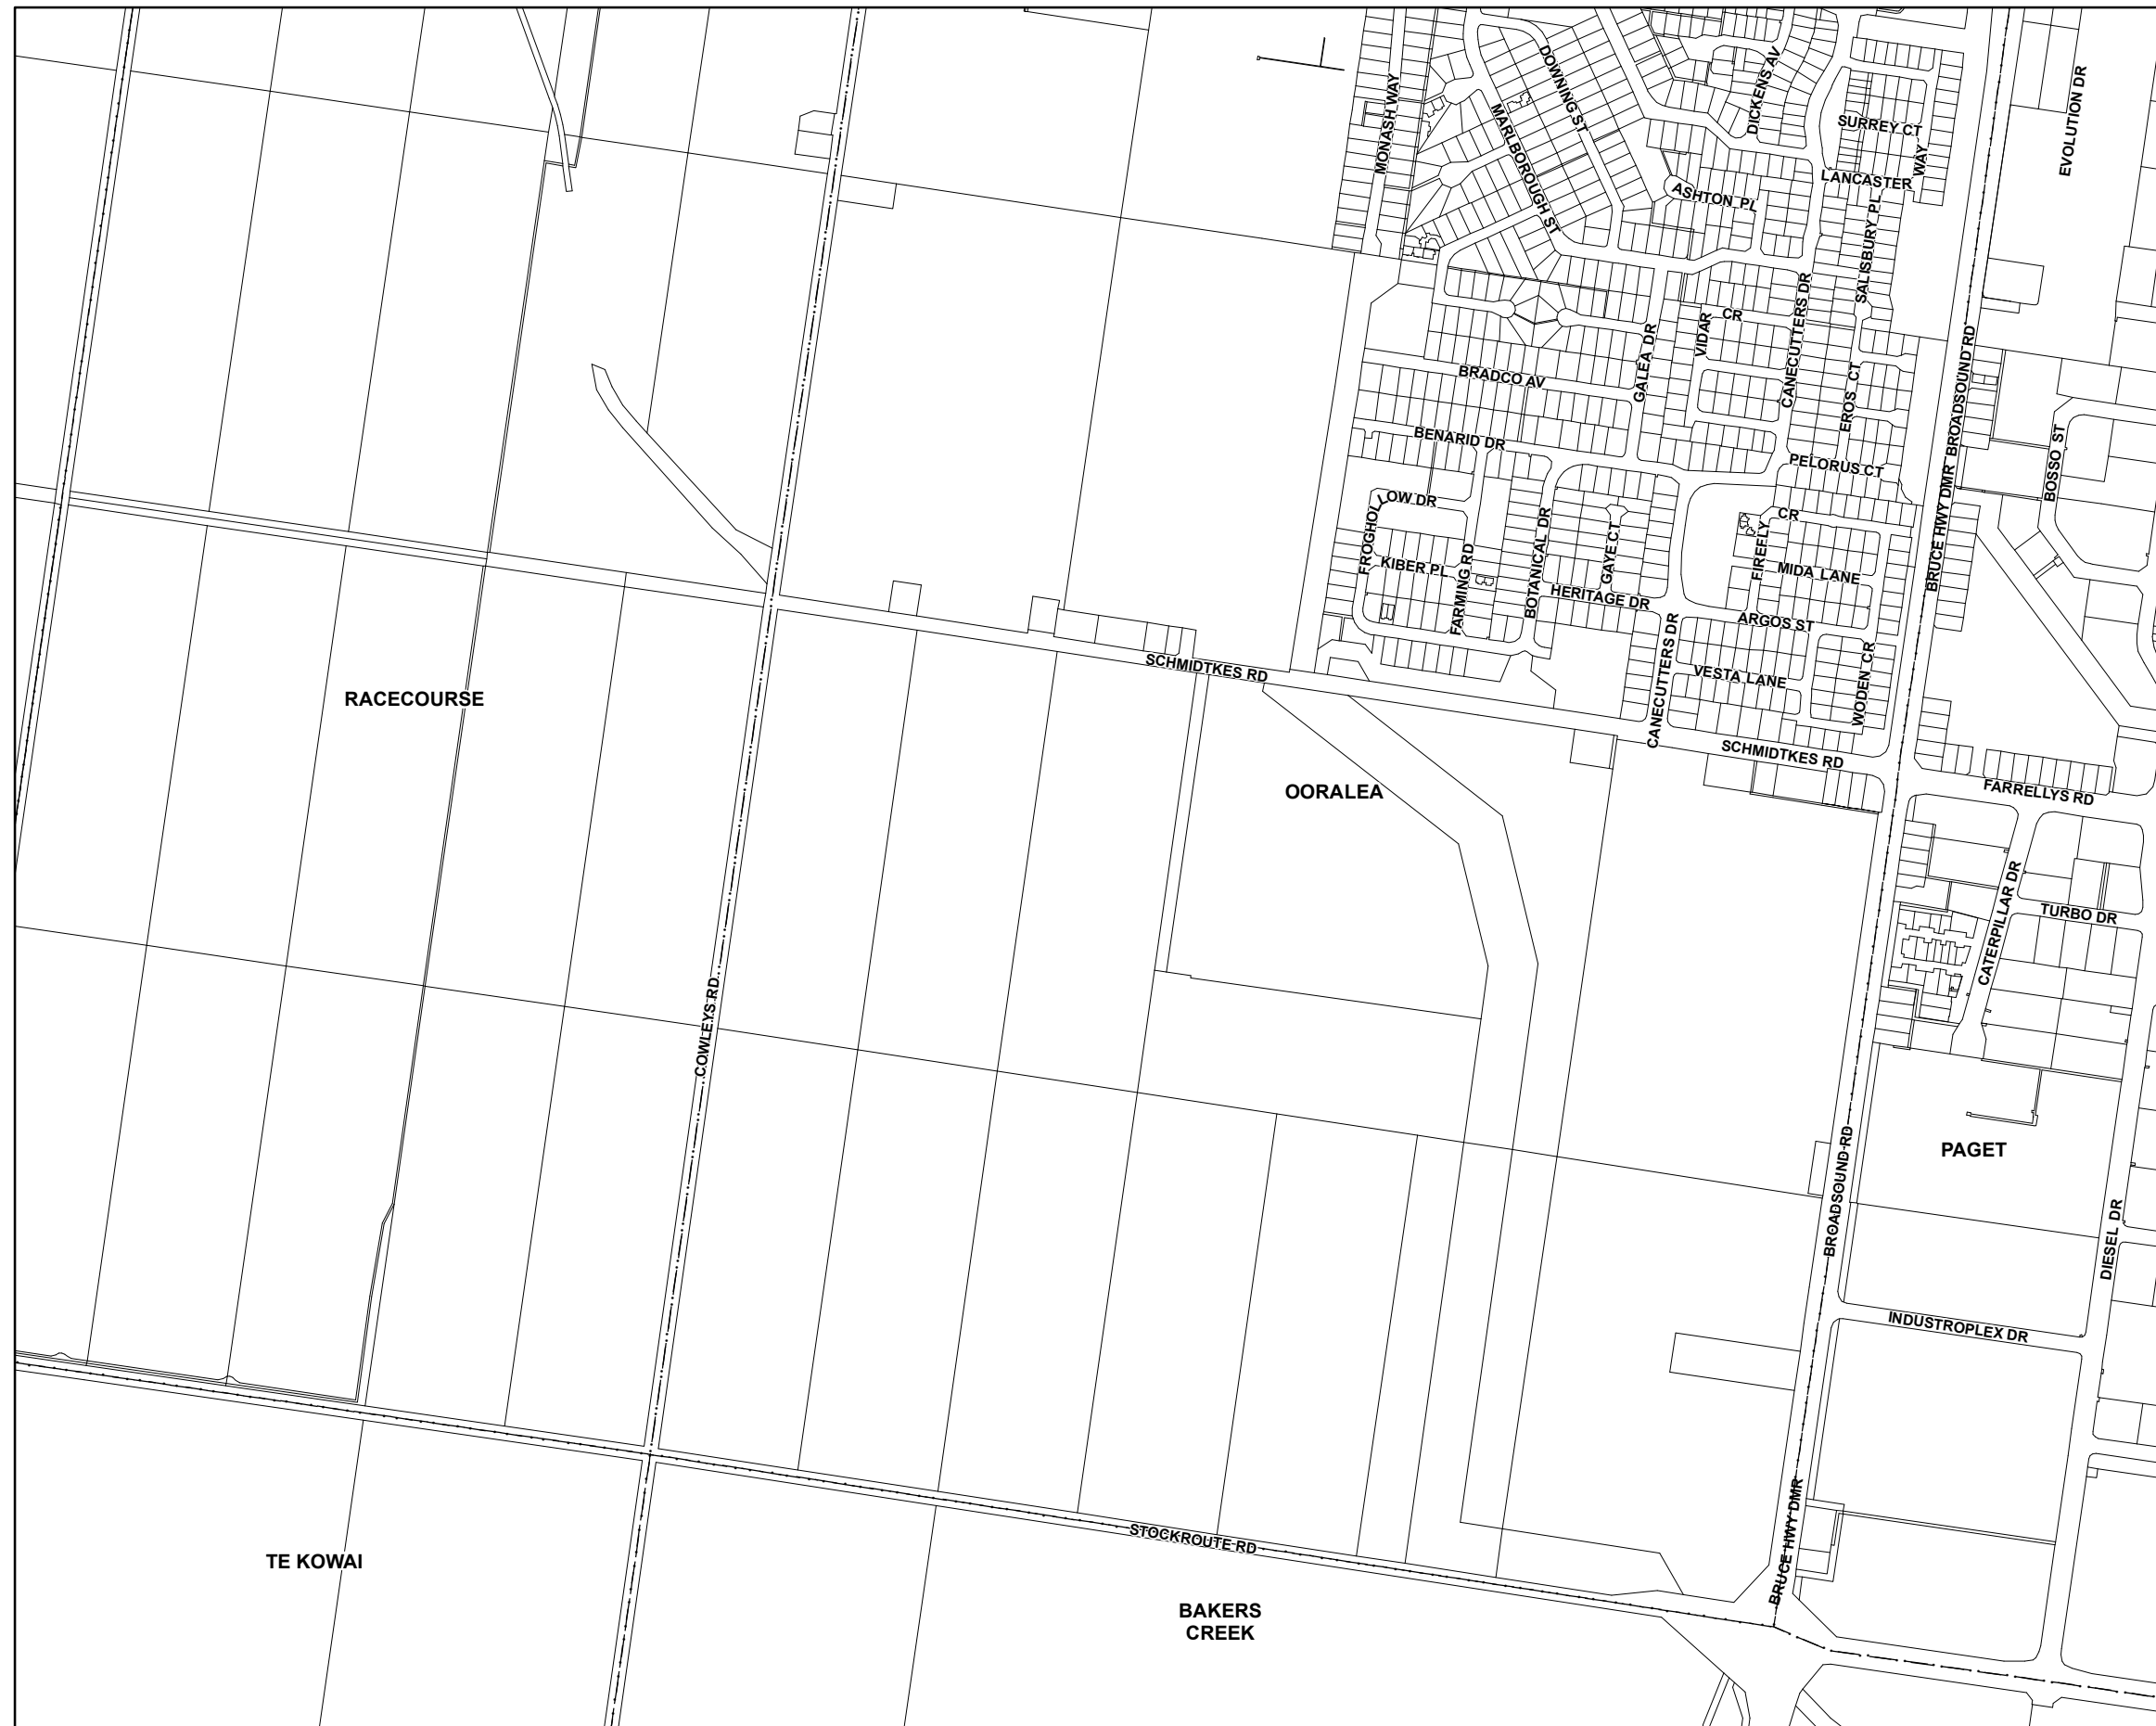 DOWNING ST
DICKENS AV
EVOLUTION DR
MONASH WAY
MARLBOROUGH ST
SURREY CT
LANCASTER
WAY
ASHTON PL
SALISBURY PL
CANECUTTERS DR
VIDAR
CR
GALEA DR
BRADCO AV
EROS CT
BRUCE HWY DMR BROADSOUND RD
BENARID DR
PELORUS CT
BOSSO ST
FROGHOLLOW DR
CR
FIREFLY
BOTANICAL DR
GAYE CT
KIBER PL
FARMING RD
MIDA LANE
HERITAGE DR
ARGOS ST
CANECUTTERS DR
VESTA LANE
WODEN CR
SCHMIDTKES RD
RACECOURSE
SCHMIDTKES RD
OORALEA
FARRELLYS RD
CATERPILLAR DR
TURBO DR
COWLEYS RD
PAGET
BROADSOUND RD
DIESEL DR
INDUSTROPLEX DR
BRUCE HWY DMR
STOCKROUTE RD
TE KOWAI
BAKERS
CREEK